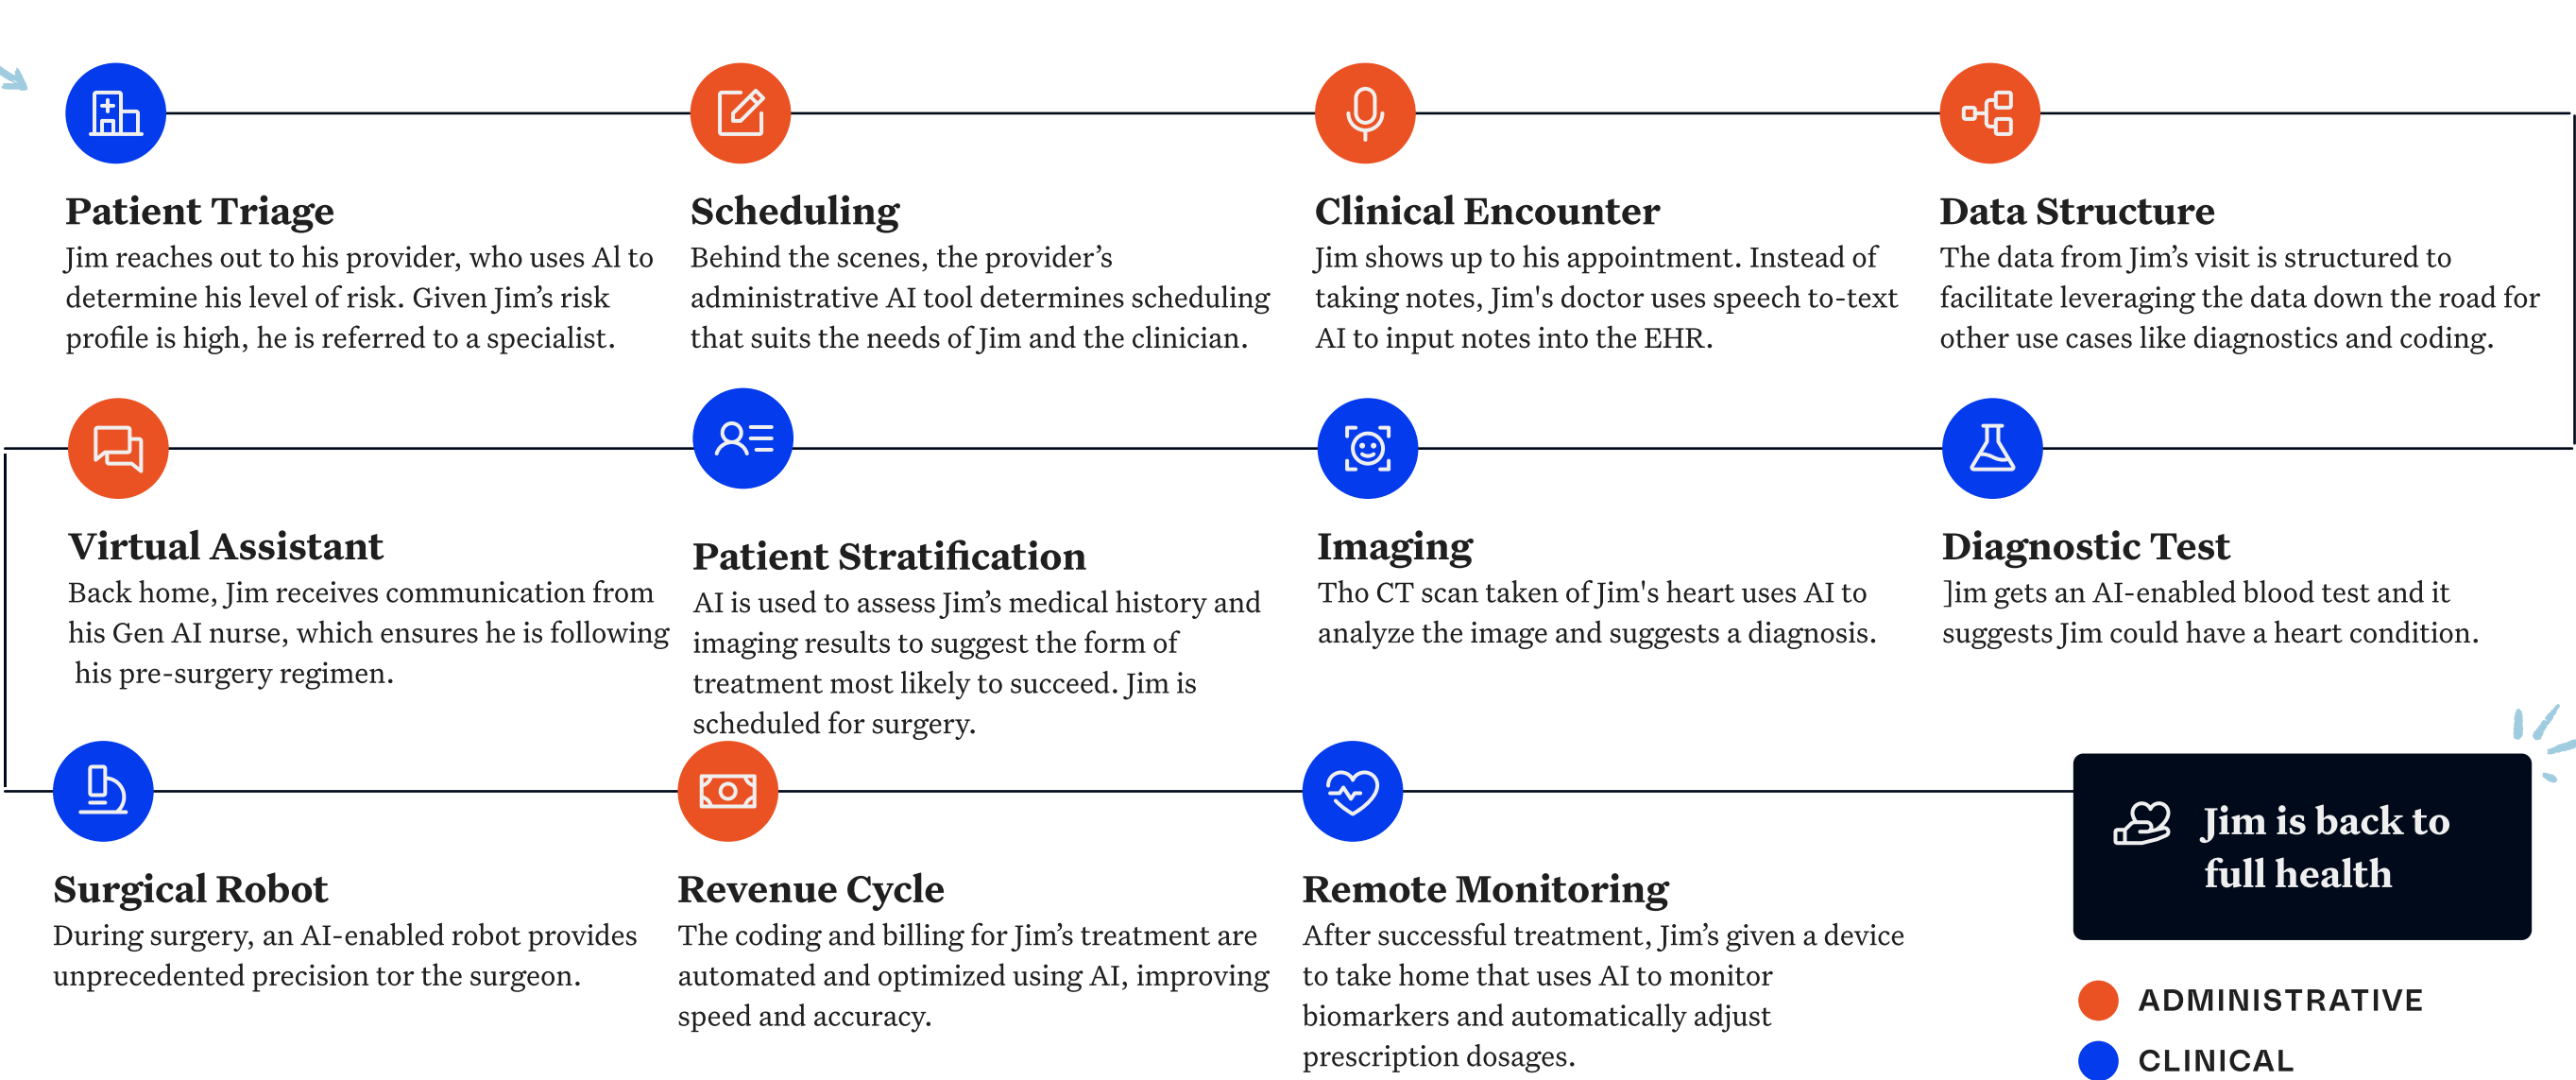 Patient Triage
Jim reaches out to his provider, who uses Al to
determine his level of risk. Given Jim’s risk
profile is high, he is referred to a specialist.
Scheduling
Behind the scenes, the provider’s
administrative AI tool determines scheduling
that suits the needs of Jim and the clinician.
Clinical Encounter
Jim shows up to his appointment. Instead of
taking notes, Jim's doctor uses speech to-text
AI to input notes into the EHR.
Data Structure
The data from Jim’s visit is structured to
facilitate leveraging the data down the road for
other use cases like diagnostics and coding.
Virtual Assistant
Back home, Jim receives communication from
his Gen AI nurse, which ensures he is following
his pre-surgery regimen.
Patient Stratification
AI is used to assess Jim’s medical history and
imaging results to suggest the form of
treatment most likely to succeed. Jim is
scheduled for surgery.
Imaging
Tho CT scan taken of Jim's heart uses AI to
analyze the image and suggests a diagnosis.
Diagnostic Test
]im gets an AI-enabled blood test and it
suggests Jim could have a heart condition.
Surgical Robot
During surgery, an AI-enabled robot provides
unprecedented precision tor the surgeon.
Revenue Cycle
The coding and billing for Jim’s treatment are
automated and optimized using AI, improving
speed and accuracy.
Remote Monitoring
After successful treatment, Jim’s given a device
to take home that uses AI to monitor
biomarkers and automatically adjust
prescription dosages.
Jim is back to
full health
ADMINISTRATIVE
CLINICAL